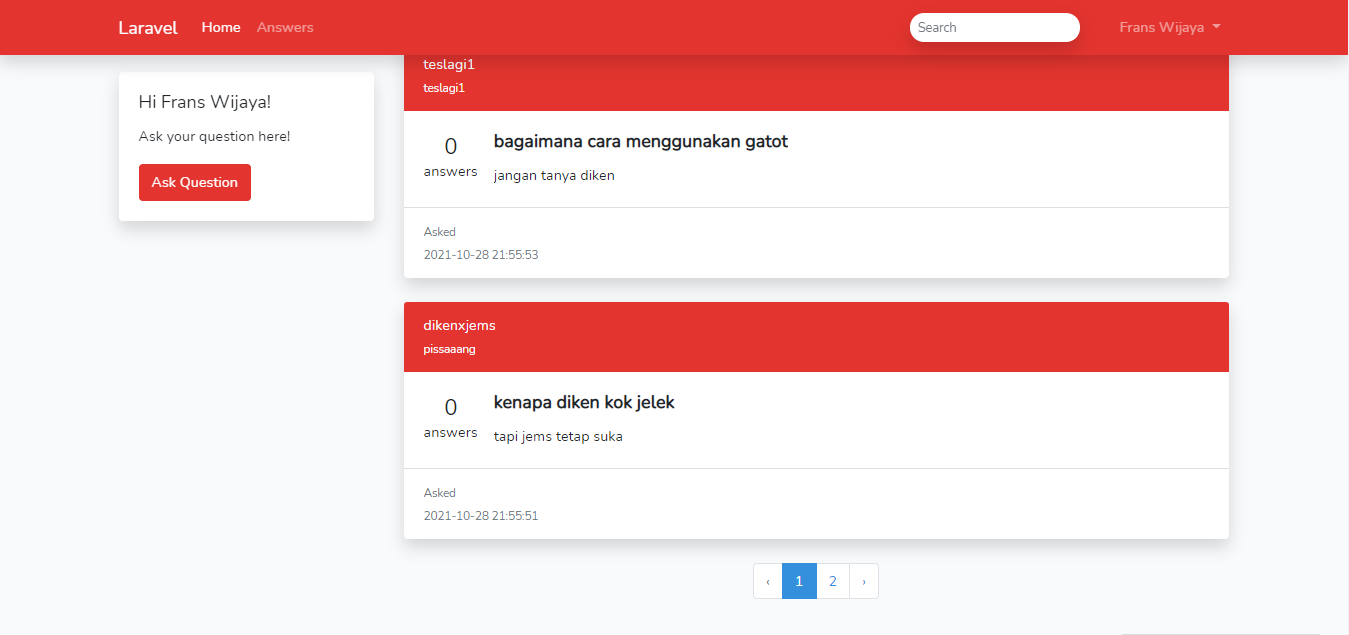 Laravel Home Answers Search Frans Wijaya
Hi Frans Wijaya!
Ask your question here!
Ask Question
teslagi1
teslagi1
0 answers
bagaimana cara menggunakan gatot
jangan tanya diken
Asked
2021-10-28 21:55:53
dikenxjems
pissaaang
0 answers
kenapa diken kok jelek
tapi jems tetap suka
Asked
2021-10-28 21:55:51
‹ 1 2 ›